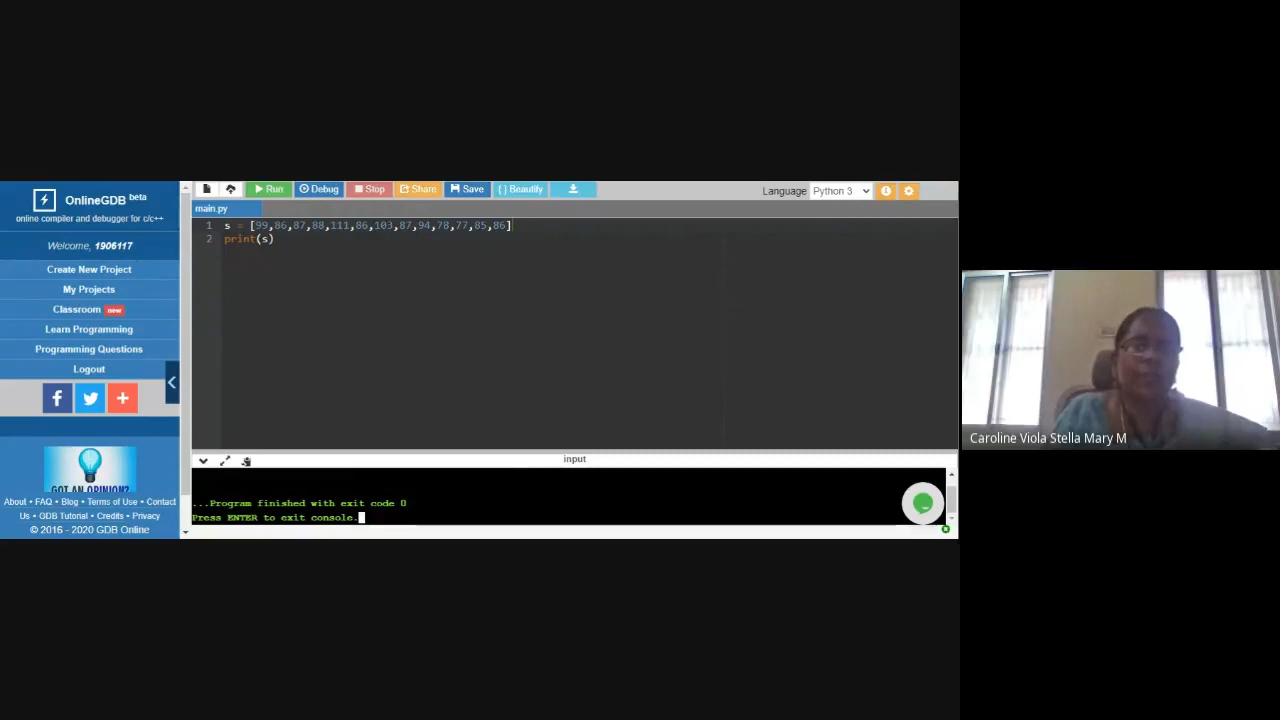 OnlineGDB beta
online compiler and debugger for c/c++
Welcome, 1906117
Create New Project
My Projects
Classroom new
Learn Programming
Programming Questions
Logout
GOT AN OPINION?
About • FAQ • Blog • Terms of Use • Contact
Us • GDB Tutorial • Credits • Privacy
© 2016 - 2020 GDB Online
Run Debug Stop Share Save { } Beautify
Language Python 3
main.py
1 s = [99,86,87,88,111,86,103,87,94,78,77,85,86]
2 print(s)
input
...Program finished with exit code 0
Press ENTER to exit console.
Caroline Viola Stella Mary M